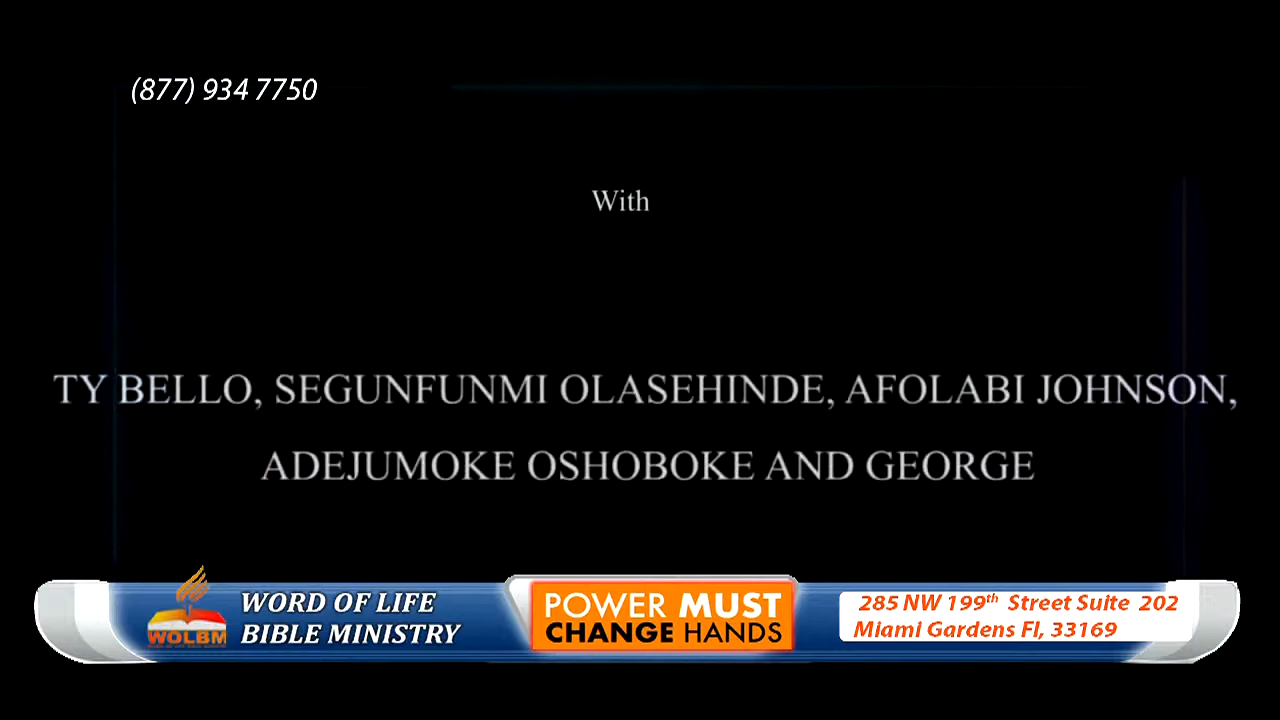 (877) 934 7750
With
TY BELLO, SEGUNFUNMI OLASEHINDE, AFOLABI JOHNSON,
ADEJUMOKE OSHOBOKE AND GEORGE
WOLBM
WORD OF LIFE
BIBLE MINISTRY
POWER MUST
CHANGE HANDS
285 NW 199th Street Suite 202
Miami Gardens Fl, 33169